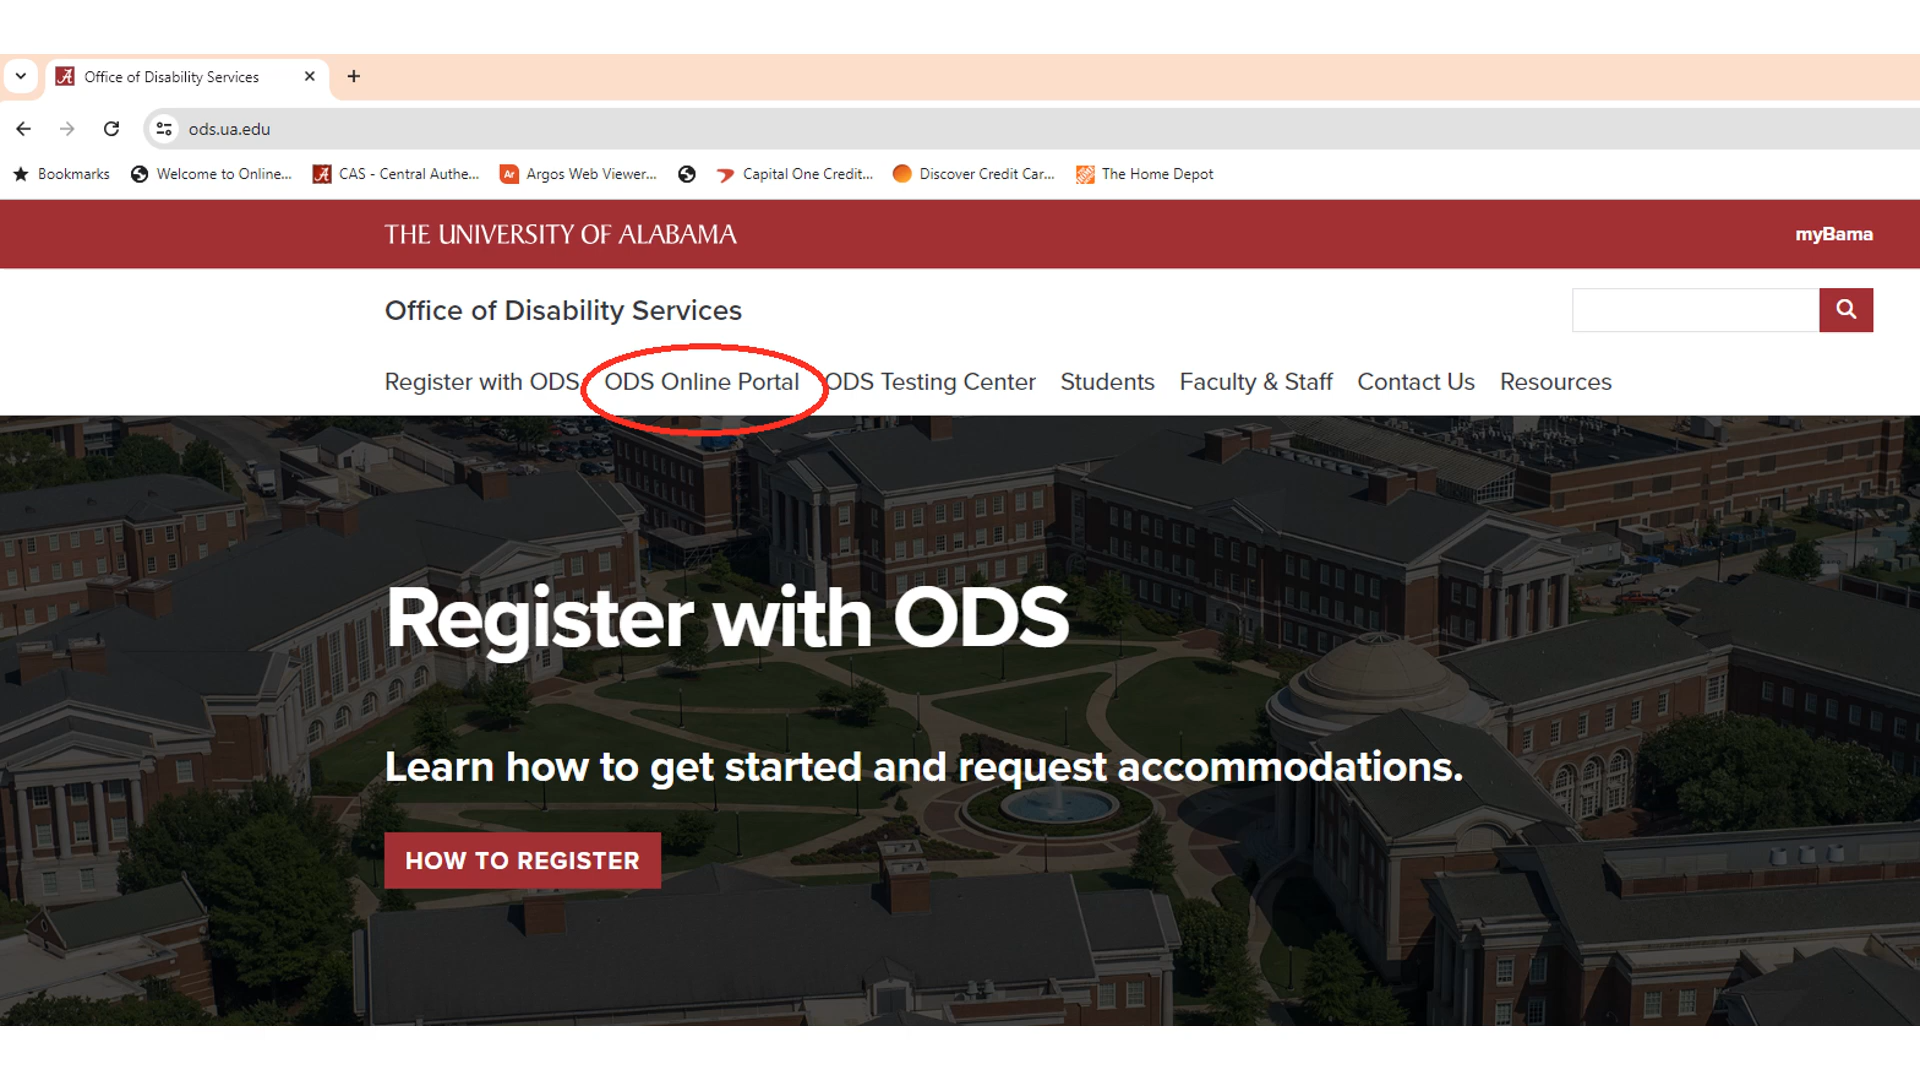 Office of Disability Services
ods.ua.edu
Bookmarks Welcome to Online... CAS - Central Authe... Ar Argos Web Viewer... Capital One Credit... Discover Credit Car... The Home Depot
THE UNIVERSITY OF ALABAMA myBama
Office of Disability Services
Register with ODS ODS Online Portal ODS Testing Center Students Faculty & Staff Contact Us Resources
Register with ODS
Learn how to get started and request accommodations.
HOW TO REGISTER